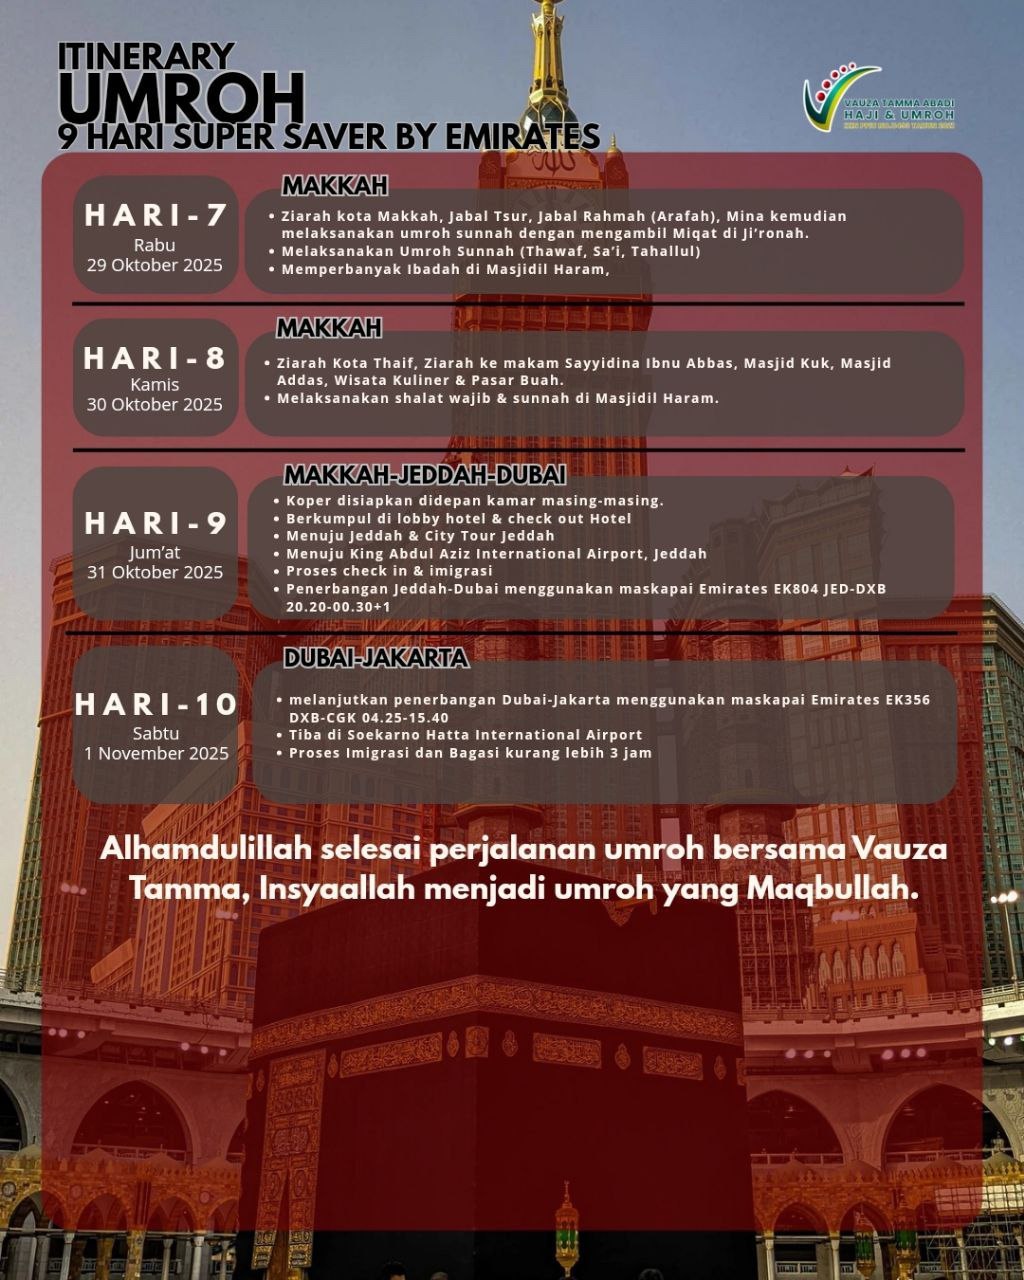 ITINERARY
UMROH
9 HARI SUPER SAVER BY EMIRATES
VAUZA TAMMA ABADI
HAJI & UMROH
MAKKAH
HARI-7
Rabu
29 Oktober 2025
• Ziarah kota Makkah, Jabal Tsur, Jabal Rahmah (Arafah), Mina kemudian
melaksanakan umroh sunnah dengan mengambil Miqat di Ji’ronah.
• Melaksanakan Umroh Sunnah (Thawaf, Sa’i, Tahallul)
• Memperbanyak Ibadah di Masjidil Haram,
MAKKAH
HARI-8
Kamis
30 Oktober 2025
• Ziarah Kota Thaif, Ziarah ke makam Sayyidina Ibnu Abbas, Masjid Kuk, Masjid
Addas, Wisata Kuliner & Pasar Buah.
• Melaksanakan shalat wajib & sunnah di Masjidil Haram.
MAKKAH-JEDDAH-DUBAI
HARI-9
Jum’at
31 Oktober 2025
• Koper disiapkan didepan kamar masing-masing.
• Berkumpul di lobby hotel & check out Hotel
• Menuju Jeddah & City Tour Jeddah
• Menuju King Abdul Aziz International Airport, Jeddah
• Proses check in & imigrasi
• Penerbangan Jeddah-Dubai menggunakan maskapai Emirates EK804 JED-DXB
20.20-00.30+1
DUBAI-JAKARTA
HARI-10
Sabtu
1 November 2025
• melanjutkan penerbangan Dubai-Jakarta menggunakan maskapai Emirates EK356
DXB-CGK 04.25-15.40
• Tiba di Soekarno Hatta International Airport
• Proses Imigrasi dan Bagasi kurang lebih 3 jam
Alhamdulillah selesai perjalanan umroh bersama Vauza
Tamma, Insyaallah menjadi umroh yang Maqbullah.